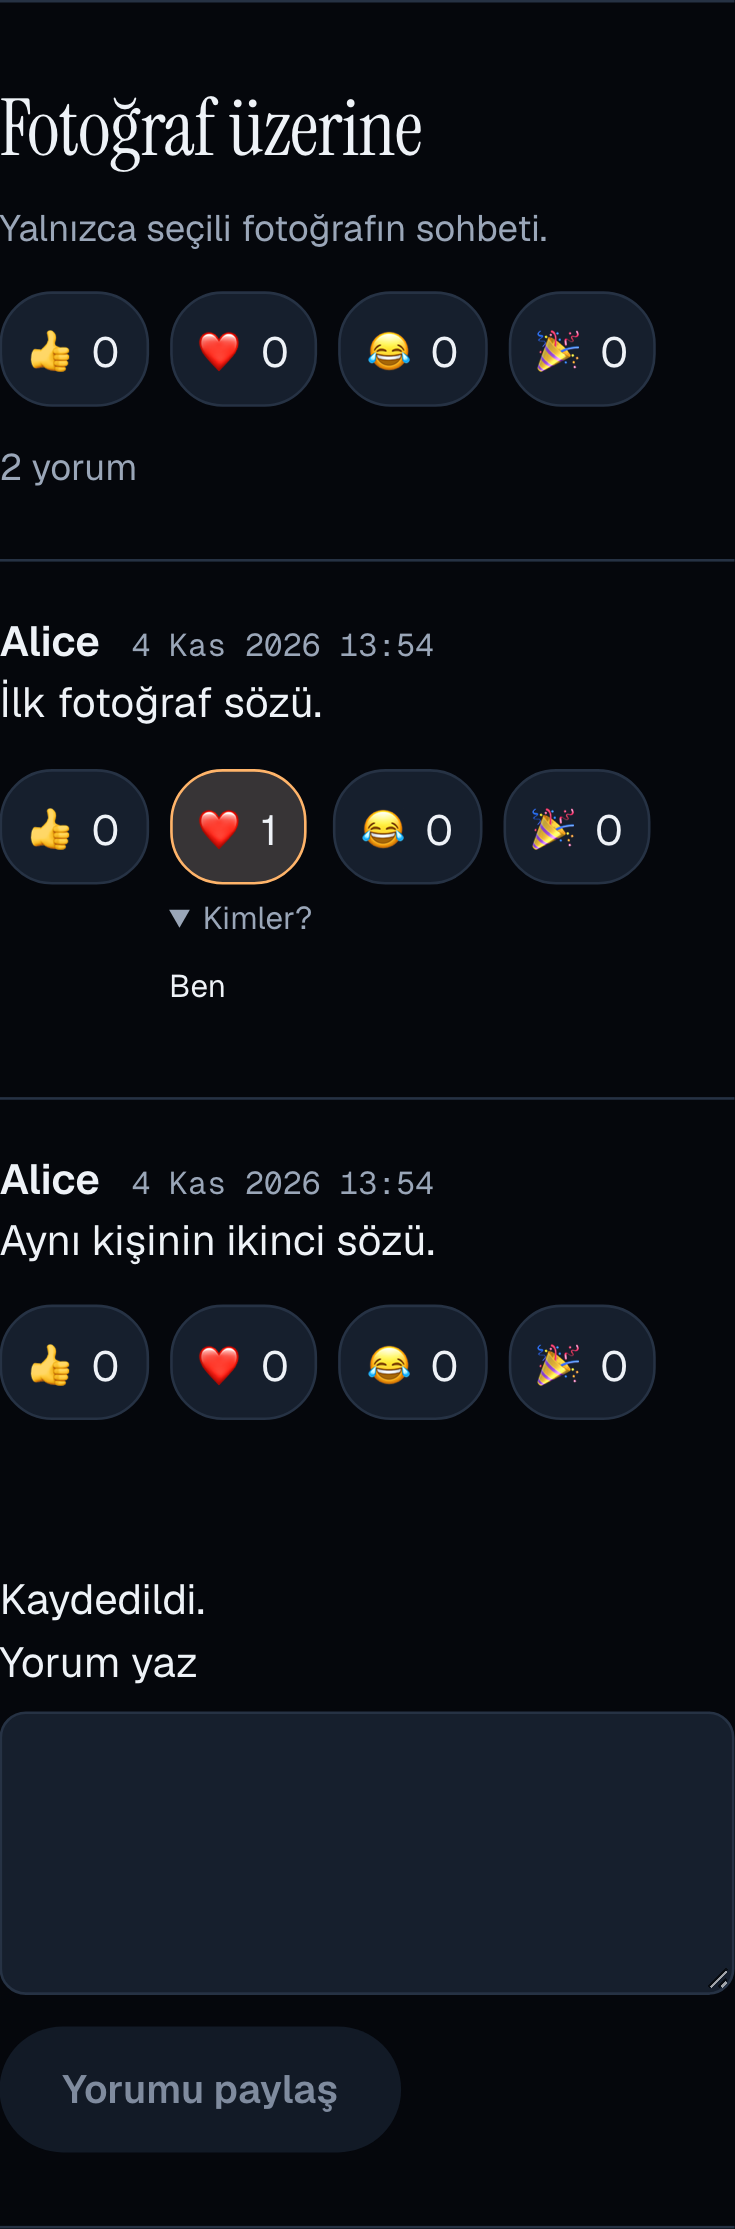 Fotoğraf üzerine
Yalnızca seçili fotoğrafın sohbeti.
👍 0 ❤️ 0 😂 0 🎉 0
2 yorum
Alice 4 Kas 2026 13:54
İlk fotoğraf sözü.
👍 0 ❤️ 1 😂 0 🎉 0
▼ Kimler?
Ben
Alice 4 Kas 2026 13:54
Aynı kişinin ikinci sözü.
👍 0 ❤️ 0 😂 0 🎉 0
Kaydedildi.
Yorum yaz
Yorumu paylaş